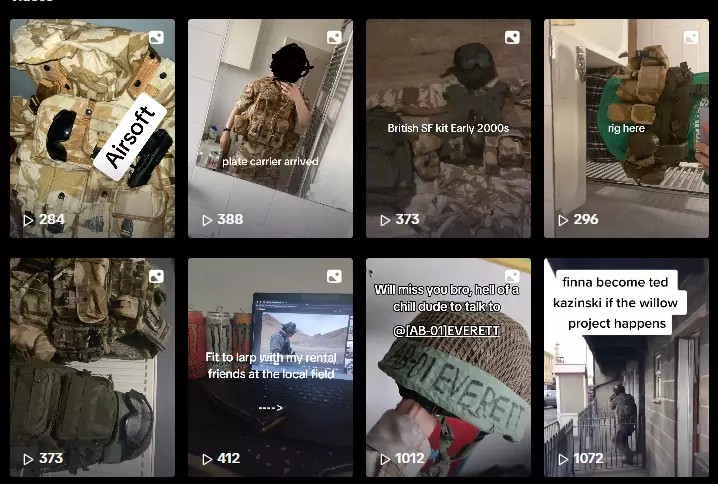 Airsoft
284
plate carrier arrived
388
British SF kit Early 2000s
373
rig here
296
373
Fit to larp with my rental
friends at the local field
---->
412
Will miss you bro, hell of a
chill dude to talk to
@[AB-01]EVERETT
EVERETT
1012
finna become ted
kazinski if the willow
project happens
1072